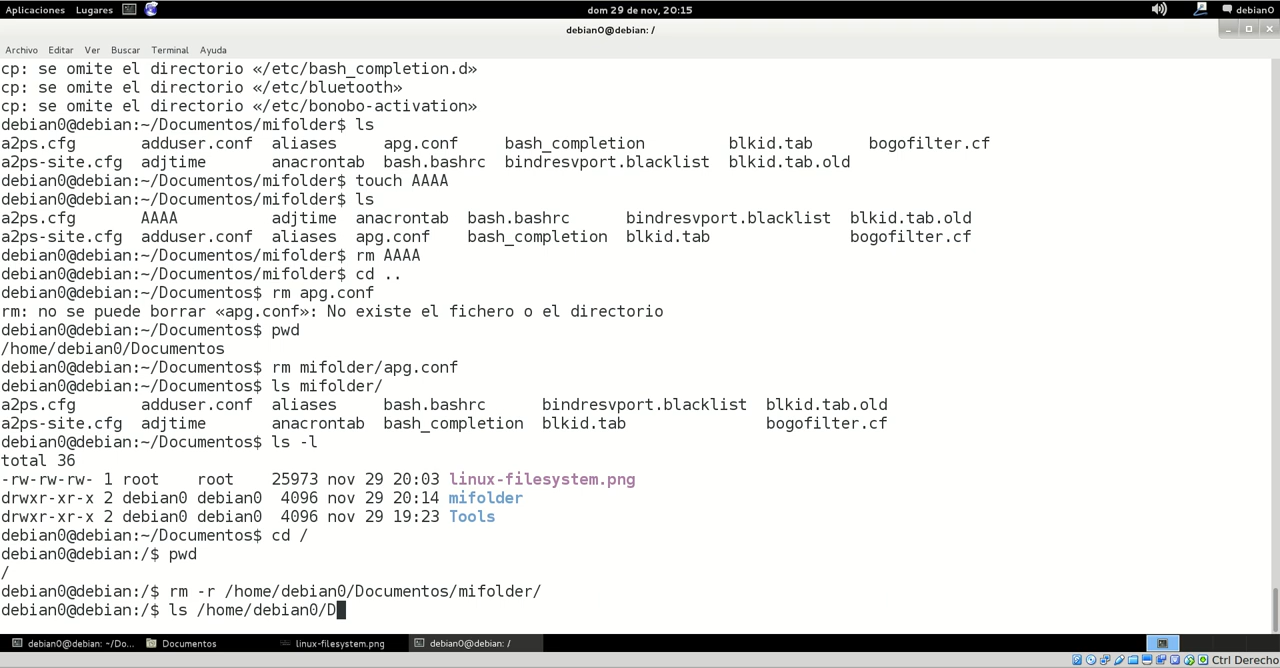 Aplicaciones Lugares dom 29 de nov, 20:15 debian0
debian0@debian: /
Archivo Editar Ver Buscar Terminal Ayuda
cp: se omite el directorio «/etc/bash_completion.d»
cp: se omite el directorio «/etc/bluetooth»
cp: se omite el directorio «/etc/bonobo-activation»
debian0@debian:~/Documentos/mifolder$ ls
a2ps.cfg adduser.conf aliases apg.conf bash_completion blkid.tab bogofilter.cf
a2ps-site.cfg adjtime anacrontab bash.bashrc bindresvport.blacklist blkid.tab.old
debian0@debian:~/Documentos/mifolder$ touch AAAA
debian0@debian:~/Documentos/mifolder$ ls
a2ps.cfg AAAA adjtime anacrontab bash.bashrc bindresvport.blacklist blkid.tab.old
a2ps-site.cfg adduser.conf aliases apg.conf bash_completion blkid.tab bogofilter.cf
debian0@debian:~/Documentos/mifolder$ rm AAAA
debian0@debian:~/Documentos/mifolder$ cd ..
debian0@debian:~/Documentos$ rm apg.conf
rm: no se puede borrar «apg.conf»: No existe el fichero o el directorio
debian0@debian:~/Documentos$ pwd
/home/debian0/Documentos
debian0@debian:~/Documentos$ rm mifolder/apg.conf
debian0@debian:~/Documentos$ ls mifolder/
a2ps.cfg adduser.conf aliases bash.bashrc bindresvport.blacklist blkid.tab.old
a2ps-site.cfg adjtime anacrontab bash_completion blkid.tab bogofilter.cf
debian0@debian:~/Documentos$ ls -l
total 36
-rw-rw-rw- 1 root root 25973 nov 29 20:03 linux-filesystem.png
drwxr-xr-x 2 debian0 debian0 4096 nov 29 20:14 mifolder
drwxr-xr-x 2 debian0 debian0 4096 nov 29 19:23 Tools
debian0@debian:~/Documentos$ cd /
debian0@debian:/$ pwd
/
debian0@debian:/$ rm -r /home/debian0/Documentos/mifolder/
debian0@debian:/$ ls /home/debian0/D
debian0@debian: ~/Do... Documentos linux-filesystem.png debian0@debian: /
Ctrl Derecho